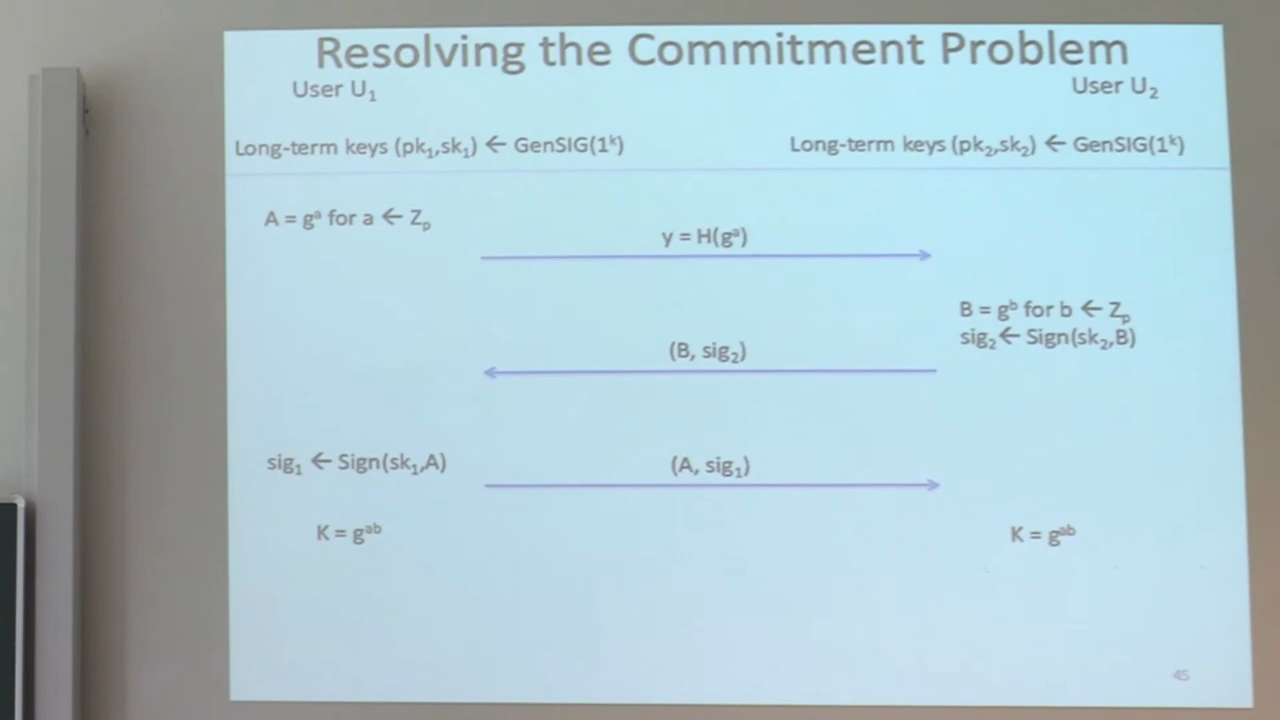 Resolving the Commitment Problem
User U₁
User U₂
Long-term keys (pk₁,sk₁) ← GenSIG(1ᵏ)
Long-term keys (pk₂,sk₂) ← GenSIG(1ᵏ)
A = gᵃ for a ← Zₚ
y = H(gᵃ)
B = gᵇ for b ← Zₚ
sig₂ ← Sign(sk₂,B)
(B, sig₂)
sig₁ ← Sign(sk₁,A)
(A, sig₁)
K = gᵃᵇ
K = gᵃᵇ
45